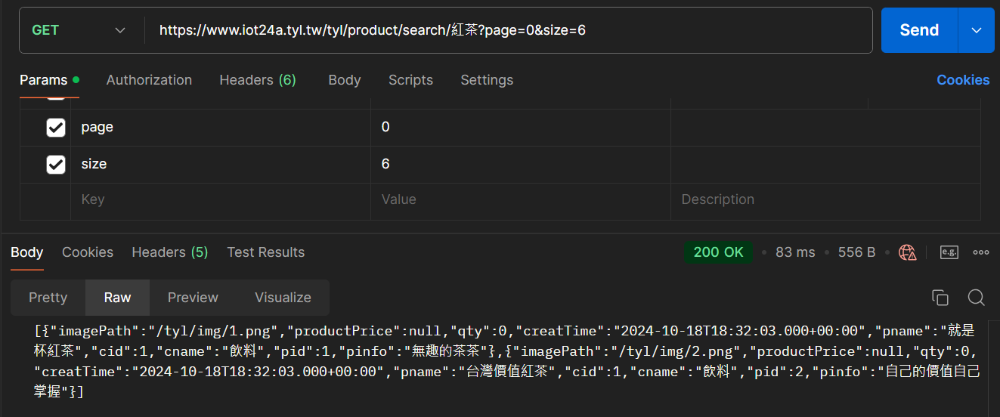 GET https://www.iot24a.tyl.tw/tyl/product/search/紅茶?page=0&size=6 Send
Params Authorization Headers (6) Body Scripts Settings Cookies
page 0
size 6
Key Value Description
Body Cookies Headers (5) Test Results 200 OK 83 ms 556 B e.g.
Pretty Raw Preview Visualize
[{"imagePath":"/tyl/img/1.png","productPrice":null,"qty":0,"creatTime":"2024-10-18T18:32:03.000+00:00","pname":"就是
杯紅茶","cid":1,"cname":"飲料","pid":1,"pinfo":"無趣的茶茶"},{"imagePath":"/tyl/img/2.png","productPrice":null,"qty":0,
"creatTime":"2024-10-18T18:32:03.000+00:00","pname":"台灣價值紅茶","cid":1,"cname":"飲料","pid":2,"pinfo":"自己的價值自己
掌握"}]